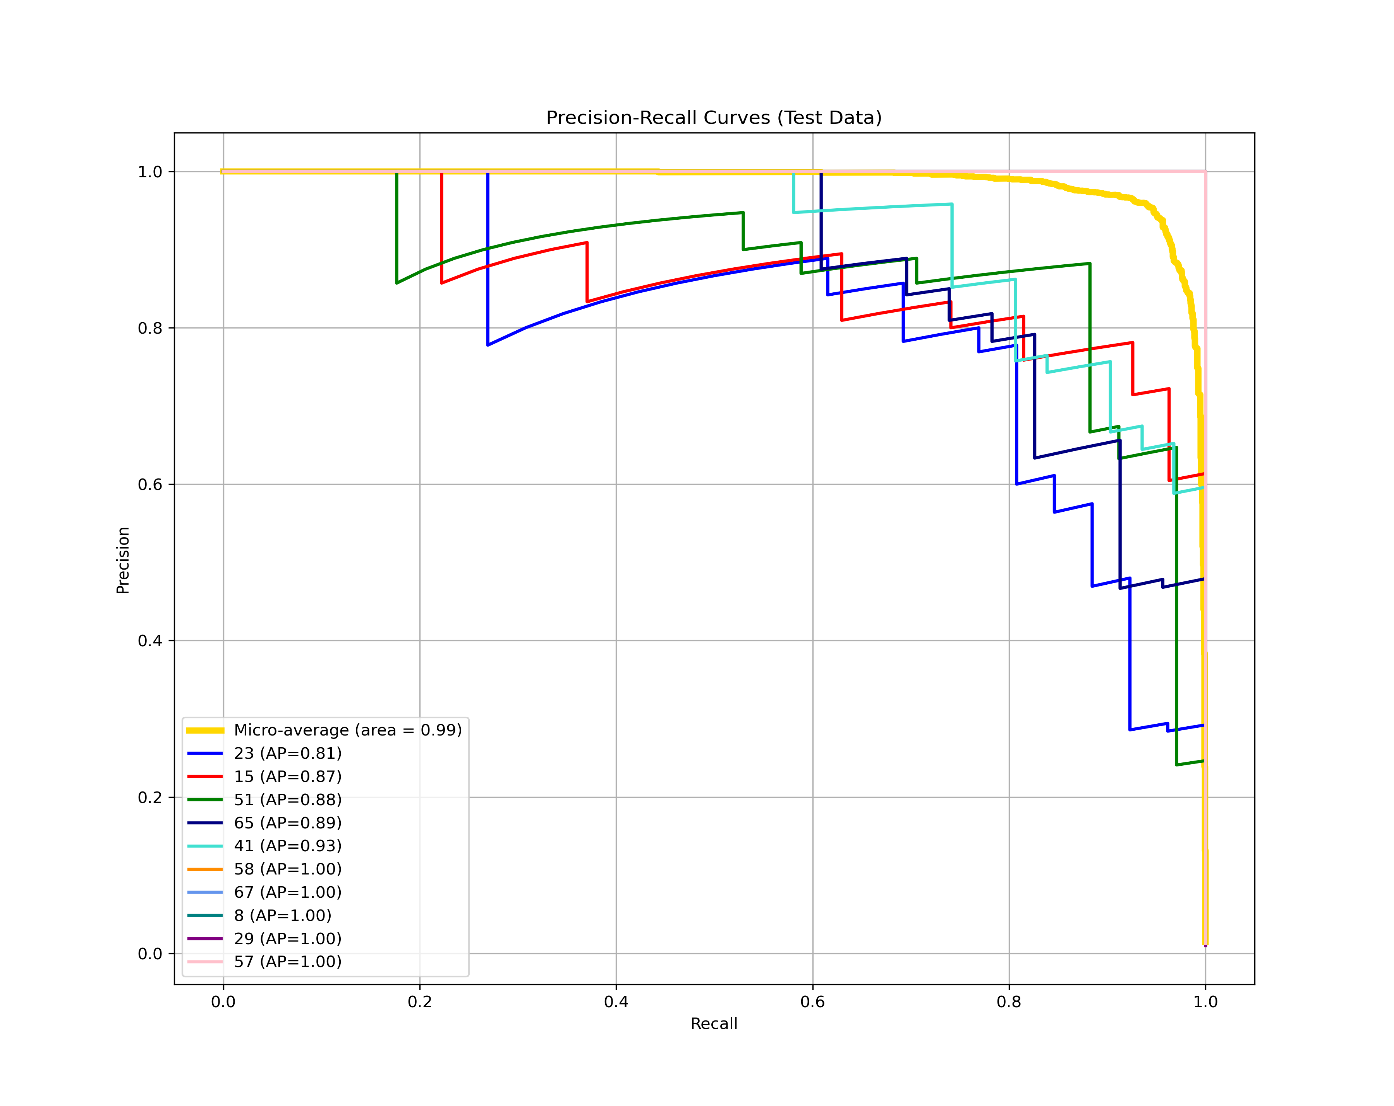 Precision-Recall Curves (Test Data)
1.0
0.8
0.6
0.4
0.2
0.0
Precision
Micro-average (area = 0.99)
23 (AP=0.81)
15 (AP=0.87)
51 (AP=0.88)
65 (AP=0.89)
41 (AP=0.93)
58 (AP=1.00)
67 (AP=1.00)
8 (AP=1.00)
29 (AP=1.00)
57 (AP=1.00)
0.0 0.2 0.4 0.6 0.8 1.0
Recall